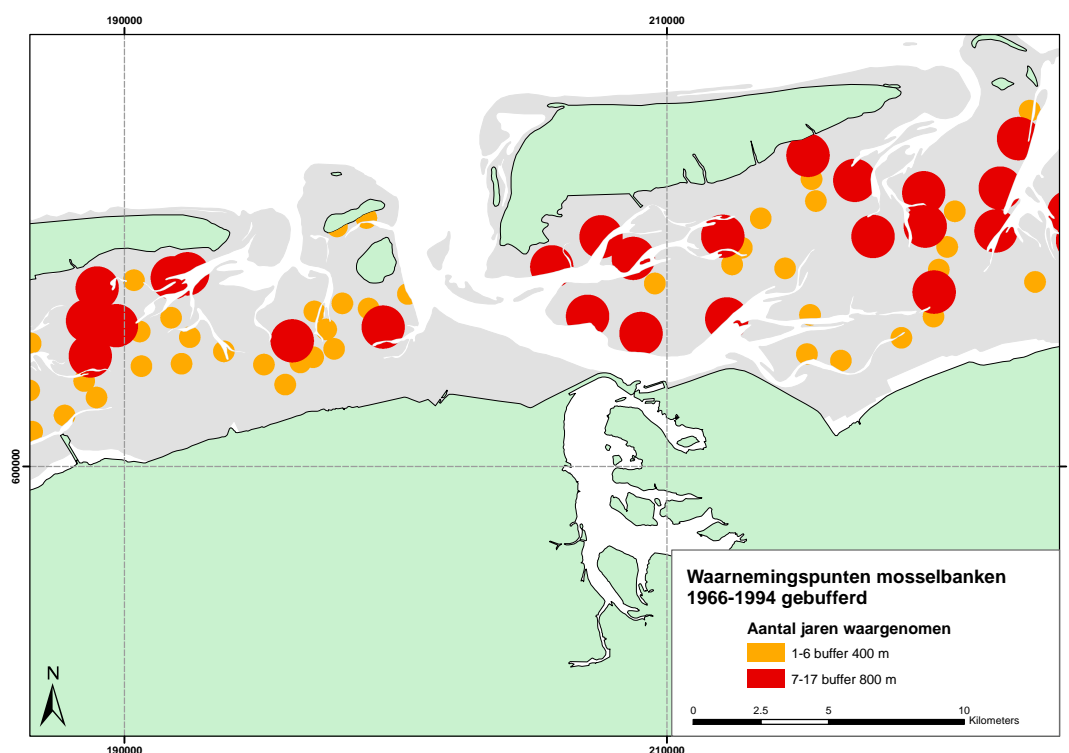 190000
210000
600000
Waarnemingspunten mosselbanken
1966-1994 gebufferd
Aantal jaren waargenomen
1-6 buffer 400 m
7-17 buffer 800 m
0 2.5 5 10
Kilometers
N
190000
210000